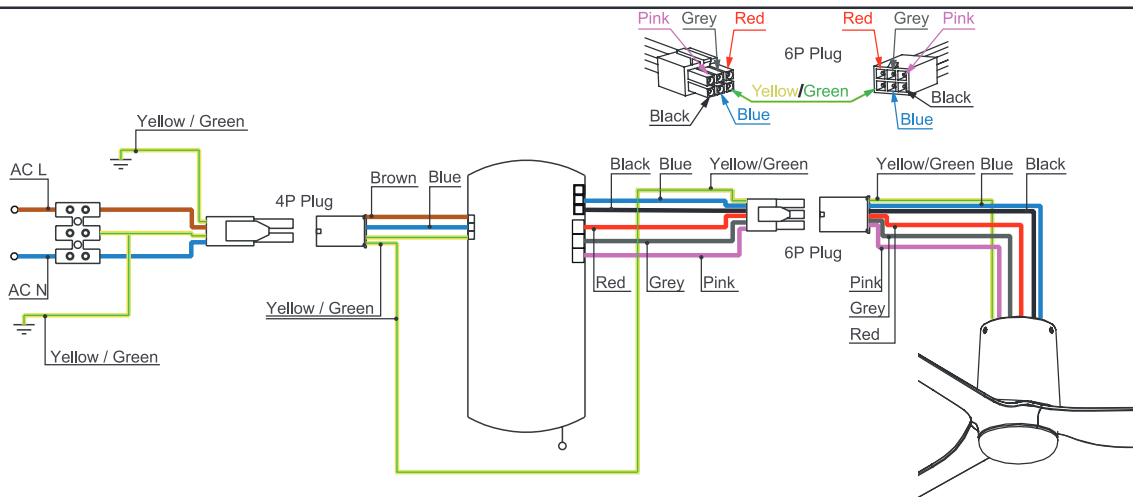 Pink Grey Red
Red Grey Pink
6P Plug
Yellow/Green
Black Blue
Blue Black
Yellow / Green
AC L
AC N
Yellow / Green
4P Plug
Brown Blue
Yellow / Green
Black Blue Yellow/Green
Red Grey Pink
Yellow/Green Blue Black
6P Plug
Pink
Grey
Red